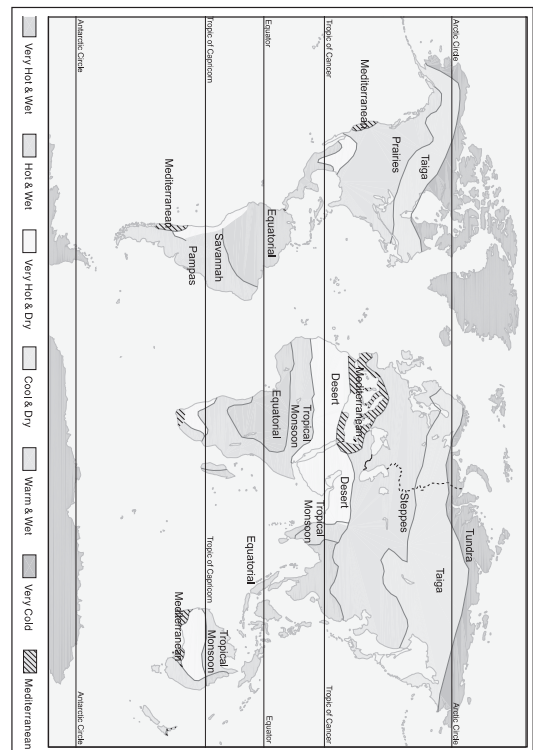 Arctic Circle
Arctic Circle
Tundra
Taiga
Taiga
Prairies
Steppes
Mediterranean
Mediterranean
Tropic of Cancer
Tropic of Cancer
Desert
Desert
Tropical
Monsoon
Tropical
Monsoon
Equatorial
Equatorial
Equatorial
Equator
Equator
Savannah
Tropical
Monsoon
Tropic of Capricorn
Tropic of Capricorn
Mediterranean
Pampas
Mediterranean
Antarctic Circle
Antarctic Circle
Very Hot & Wet
Hot & Wet
Very Hot & Dry
Cool & Dry
Warm & Wet
Very Cold
Mediterranean